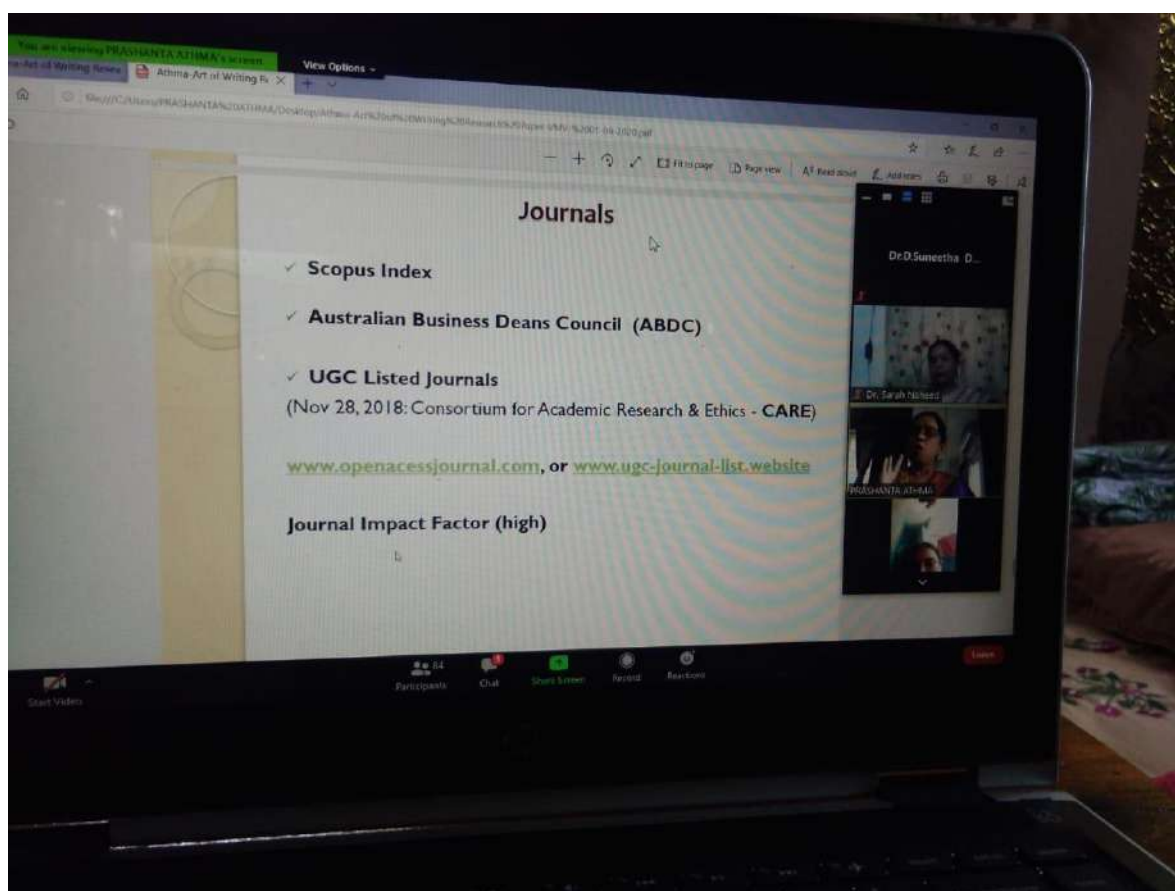 You are viewing PRASHANTA ATHMA's screen
View Options
Athma-Art of Writing Re
Journals
✓ Scopus Index
✓ Australian Business Deans Council (ABDC)
✓ UGC Listed Journals
(Nov 28, 2018: Consortium for Academic Research & Ethics - CARE)
www.openacessjournal.com, or www.ugc-journal-list.website
Journal Impact Factor (high)
Fit to page
Page view
Read aloud
Add notes
Dr.D.Suneetha D...
Dr. Sarah Naheed
PRASHANTA ATHMA
Start Video
84
Participants
Chat
Share Screen
Record
Reactions
Leave